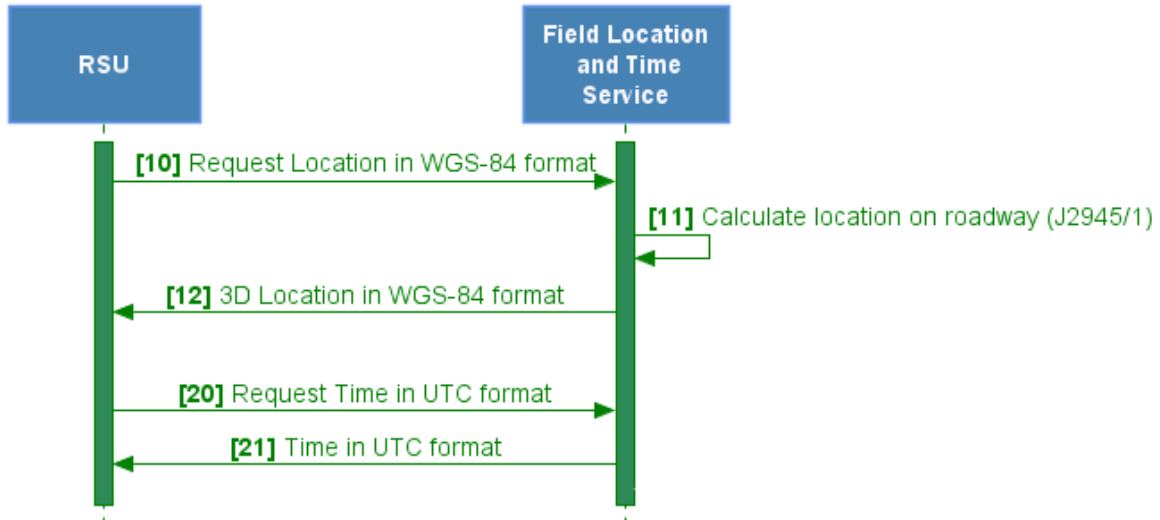 RSU
Field Location
and Time
Service
[10] Request Location in WGS-84 format
[11] Calculate location on roadway (J2945/1)
[12] 3D Location in WGS-84 format
[20] Request Time in UTC format
[21] Time in UTC format